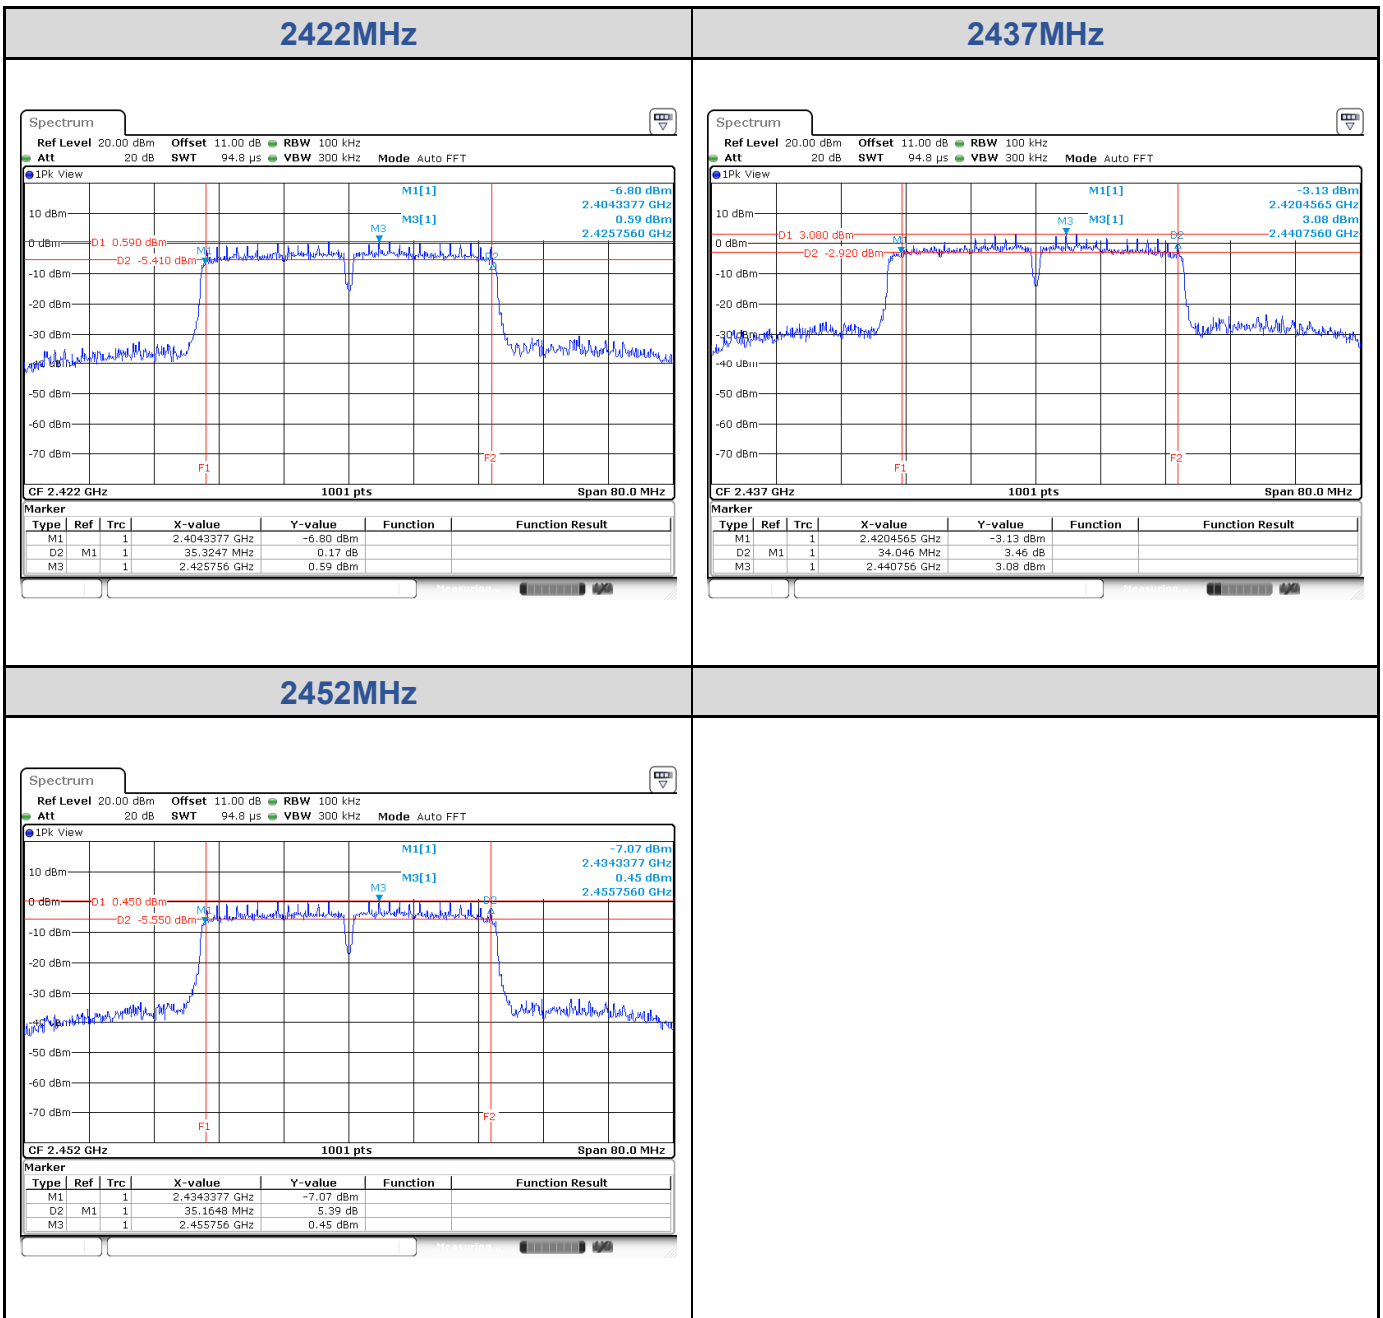 2422MHz
2437MHz
Spectrum
Ref Level 20.00 dBm Offset 11.00 dB RBW 100 kHz
Att 20 dB SWT 94.8 µs VBW 300 kHz Mode Auto FFT
1Pk View
M1[1] -6.80 dBm
2.4043377 GHz
M3[1] 0.59 dBm
2.4257560 GHz
10 dBm
M3
0 dBm
D1 0.590 dBm
M1
D2 -5.410 dBm
-10 dBm
-20 dBm
-30 dBm
-40 dBm
-50 dBm
-60 dBm
-70 dBm
F1
F2
CF 2.422 GHz 1001 pts Span 80.0 MHz
Marker
Type Ref Trc X-value Y-value Function Function Result
M1 1 2.4043377 GHz -6.80 dBm
D2 M1 1 35.3247 MHz 0.17 dB
M3 1 2.425756 GHz 0.59 dBm
Measuring...
Spectrum
Ref Level 20.00 dBm Offset 11.00 dB RBW 100 kHz
Att 20 dB SWT 94.8 µs VBW 300 kHz Mode Auto FFT
1Pk View
M1[1] -3.13 dBm
2.4204565 GHz
M3[1] 3.08 dBm
2.4407560 GHz
10 dBm
M3
D1 3.080 dBm
D2
0 dBm
M1
D2 -2.920 dBm
-10 dBm
-20 dBm
-30 dBm
-40 dBm
-50 dBm
-60 dBm
-70 dBm
F1
F2
CF 2.437 GHz 1001 pts Span 80.0 MHz
Marker
Type Ref Trc X-value Y-value Function Function Result
M1 1 2.4204565 GHz -3.13 dBm
D2 M1 1 34.046 MHz 3.46 dB
M3 1 2.440756 GHz 3.08 dBm
Measuring...
2452MHz
Spectrum
Ref Level 20.00 dBm Offset 11.00 dB RBW 100 kHz
Att 20 dB SWT 94.8 µs VBW 300 kHz Mode Auto FFT
1Pk View
M1[1] -7.07 dBm
2.4343377 GHz
M3[1] 0.45 dBm
2.4557560 GHz
10 dBm
M3
0 dBm
D1 0.450 dBm
D2
M1
D2 -5.550 dBm
-10 dBm
-20 dBm
-30 dBm
-40 dBm
-50 dBm
-60 dBm
-70 dBm
F1
F2
CF 2.452 GHz 1001 pts Span 80.0 MHz
Marker
Type Ref Trc X-value Y-value Function Function Result
M1 1 2.4343377 GHz -7.07 dBm
D2 M1 1 35.1648 MHz 5.39 dB
M3 1 2.455756 GHz 0.45 dBm
Measuring...